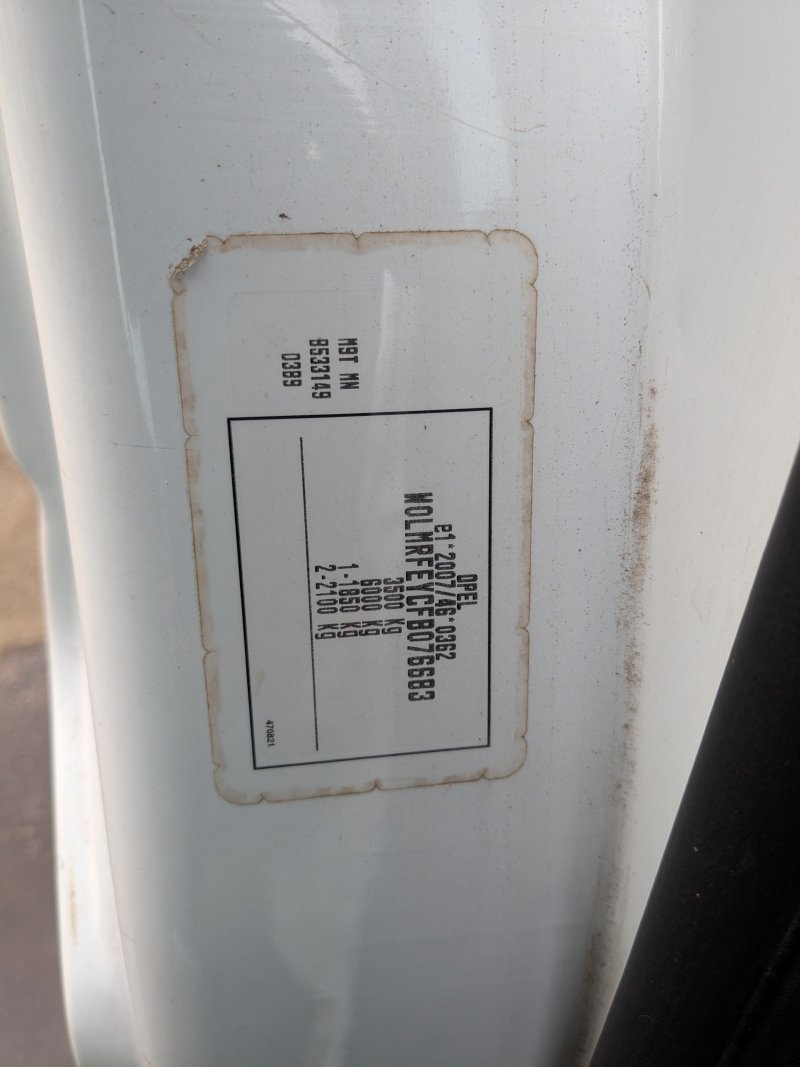 M9T MN
8533149
0389
OPEL
e1*2007/46*0362
W0LMRFEYCFB076683
3500 Kg
6000 Kg
1-1850 Kg
2-2100 Kg
470821